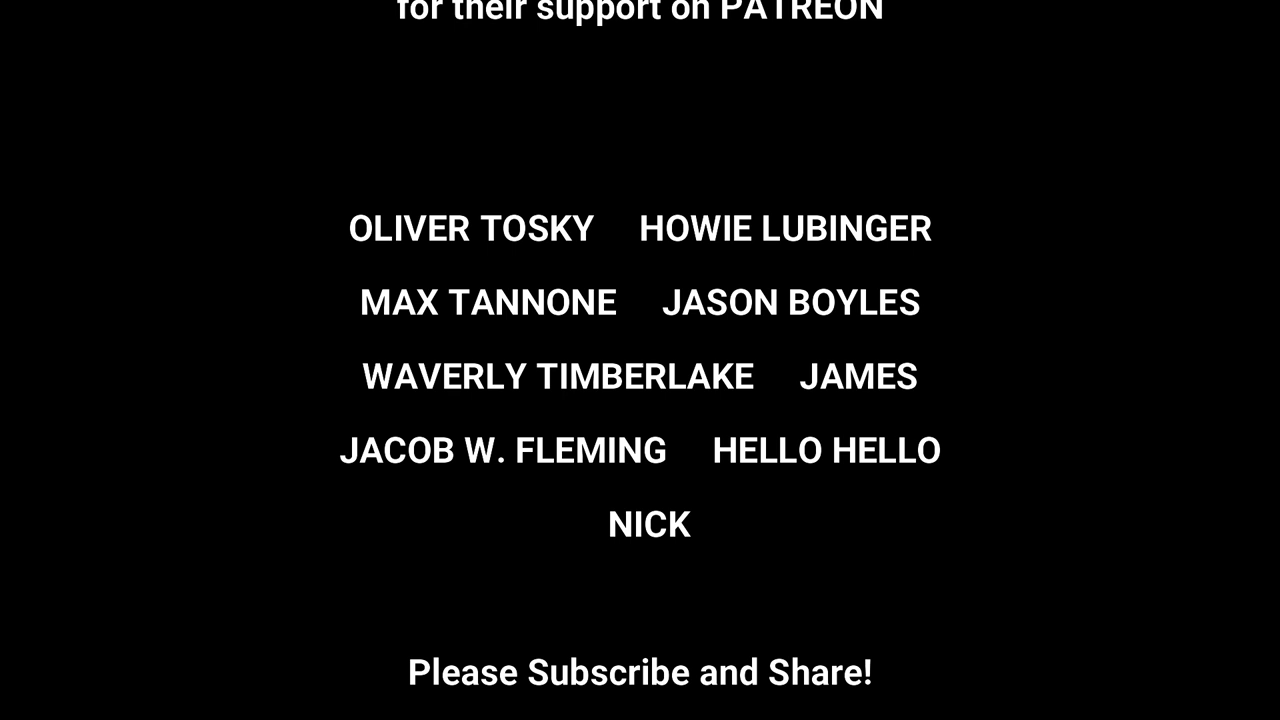 for their support on PATREON
OLIVER TOSKY HOWIE LUBINGER
MAX TANNONE JASON BOYLES
WAVERLY TIMBERLAKE JAMES
JACOB W. FLEMING HELLO HELLO
NICK
Please Subscribe and Share!